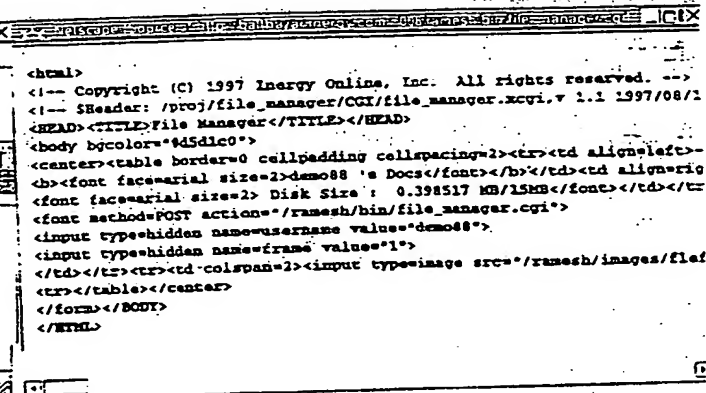 <html>
<!-- Copyright (C) 1997 Inergy Online, Inc. All rights reserved. -->
<!-- $Header: /proj/file_manager/CGI/file_manager.xcgi,v 1.1 1997/08/1
<HEAD><TITLE>File Manager</TITLE></HEAD>
<body bgcolor="#d5d1c0">
<center><table border=0 cellpadding cellspacing=2><tr><td align=left>
<b><font face=arial size=2>demo88 's Docs</font></b></td><td align=rig
<font face=arial size=2> Disk Size : 0.398517 MB/15MB</font></td></tr
<font method=POST action="/ramesh/bin/file_manager.cgi">
<input type=hidden name=username value="demo88">
<input type=hidden name=frame value="1">
</td></tr><tr><td colspan=2><input type=image src="/ramesh/images/flef
<tr></table></center>
</form></BODY>
</HTML>